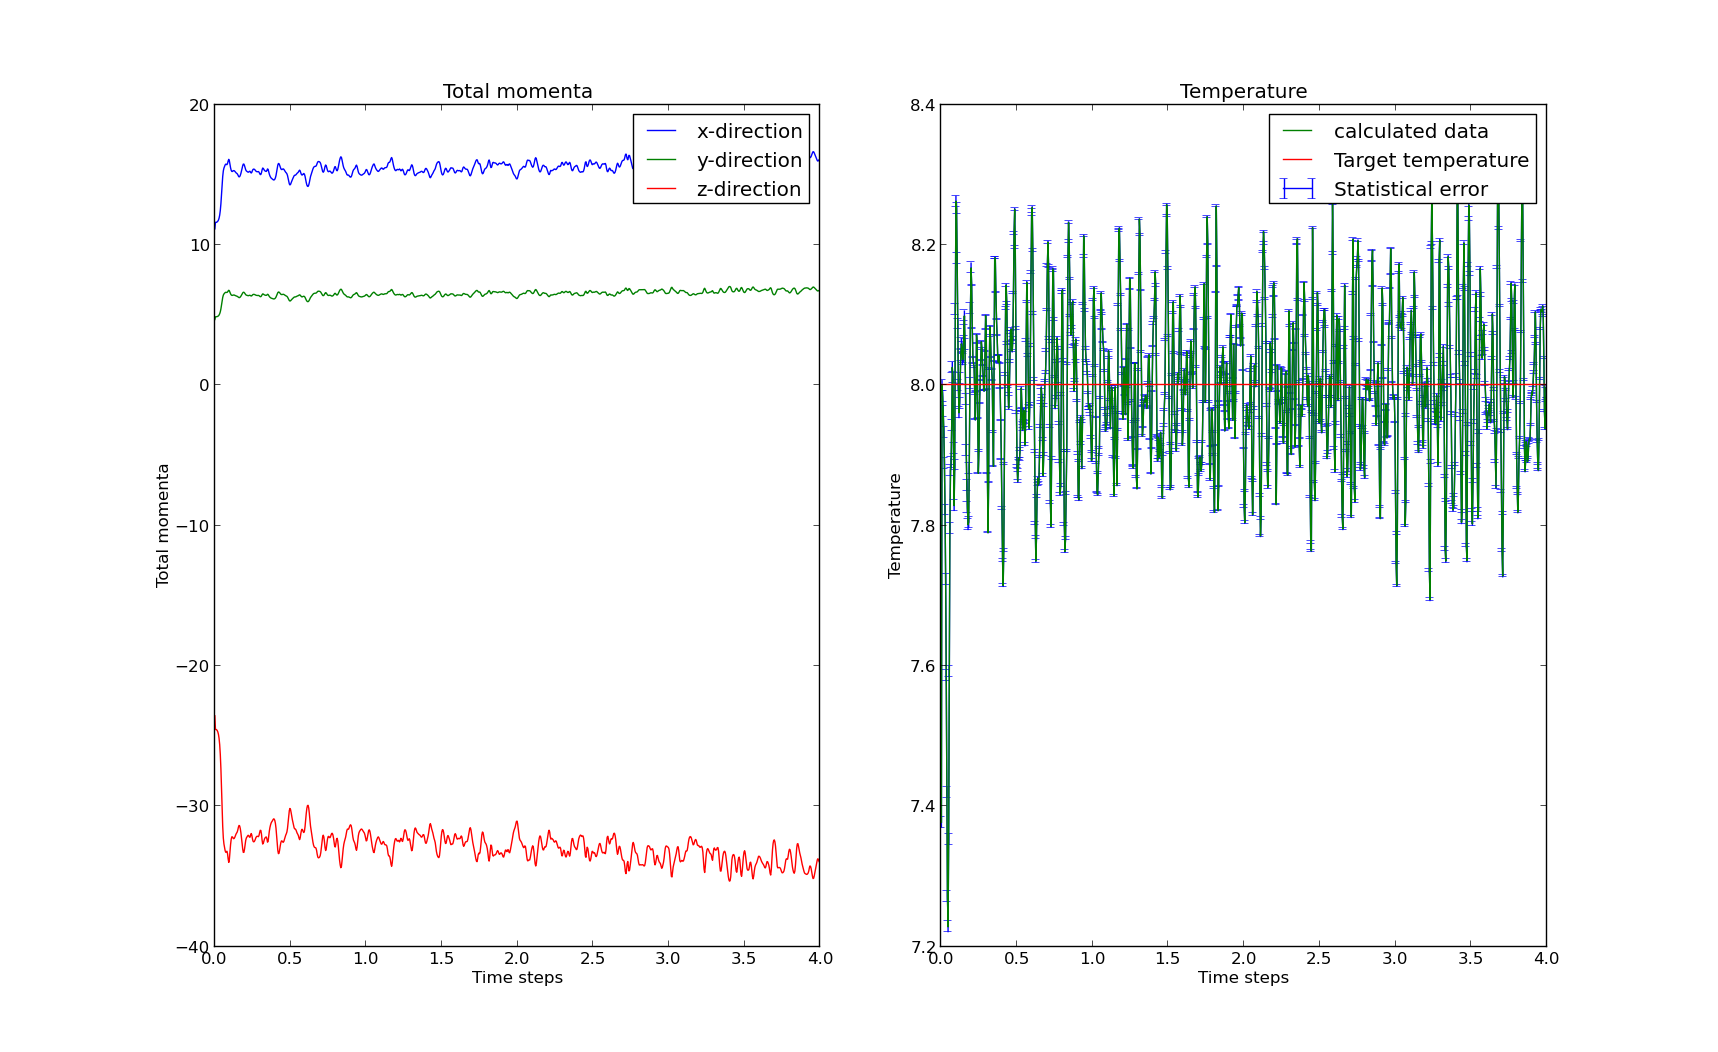 Total momenta
20
10
0
−10
−20
−30
−40
Total momenta
x-direction
y-direction
z-direction
0.0 0.5 1.0 1.5 2.0 2.5 3.0 3.5 4.0
Time steps
Temperature
8.4
8.2
8.0
7.8
7.6
7.4
7.2
Temperature
calculated data
Target temperature
Statistical error
0.0 0.5 1.0 1.5 2.0 2.5 3.0 3.5 4.0
Time steps